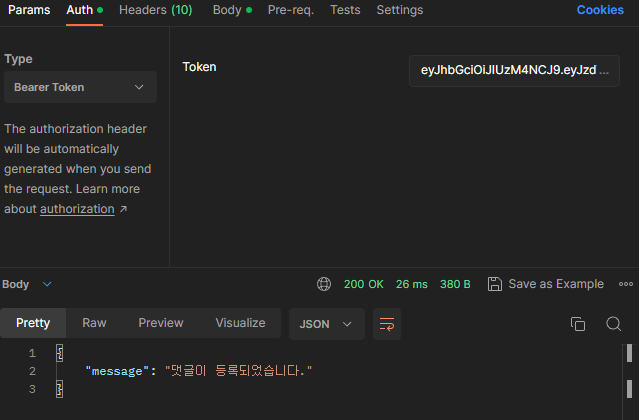 Params Auth Headers (10) Body Pre-req. Tests Settings Cookies
Type
Bearer Token
Token
eyJhbGciOiJIUzM4NCJ9.eyJzd ...
The authorization header
will be automatically
generated when you send
the request. Learn more
about authorization ↗
Body 200 OK 26 ms 380 B Save as Example
Pretty Raw Preview Visualize JSON
1 {
2 "message": "댓글이 등록되었습니다."
3 }